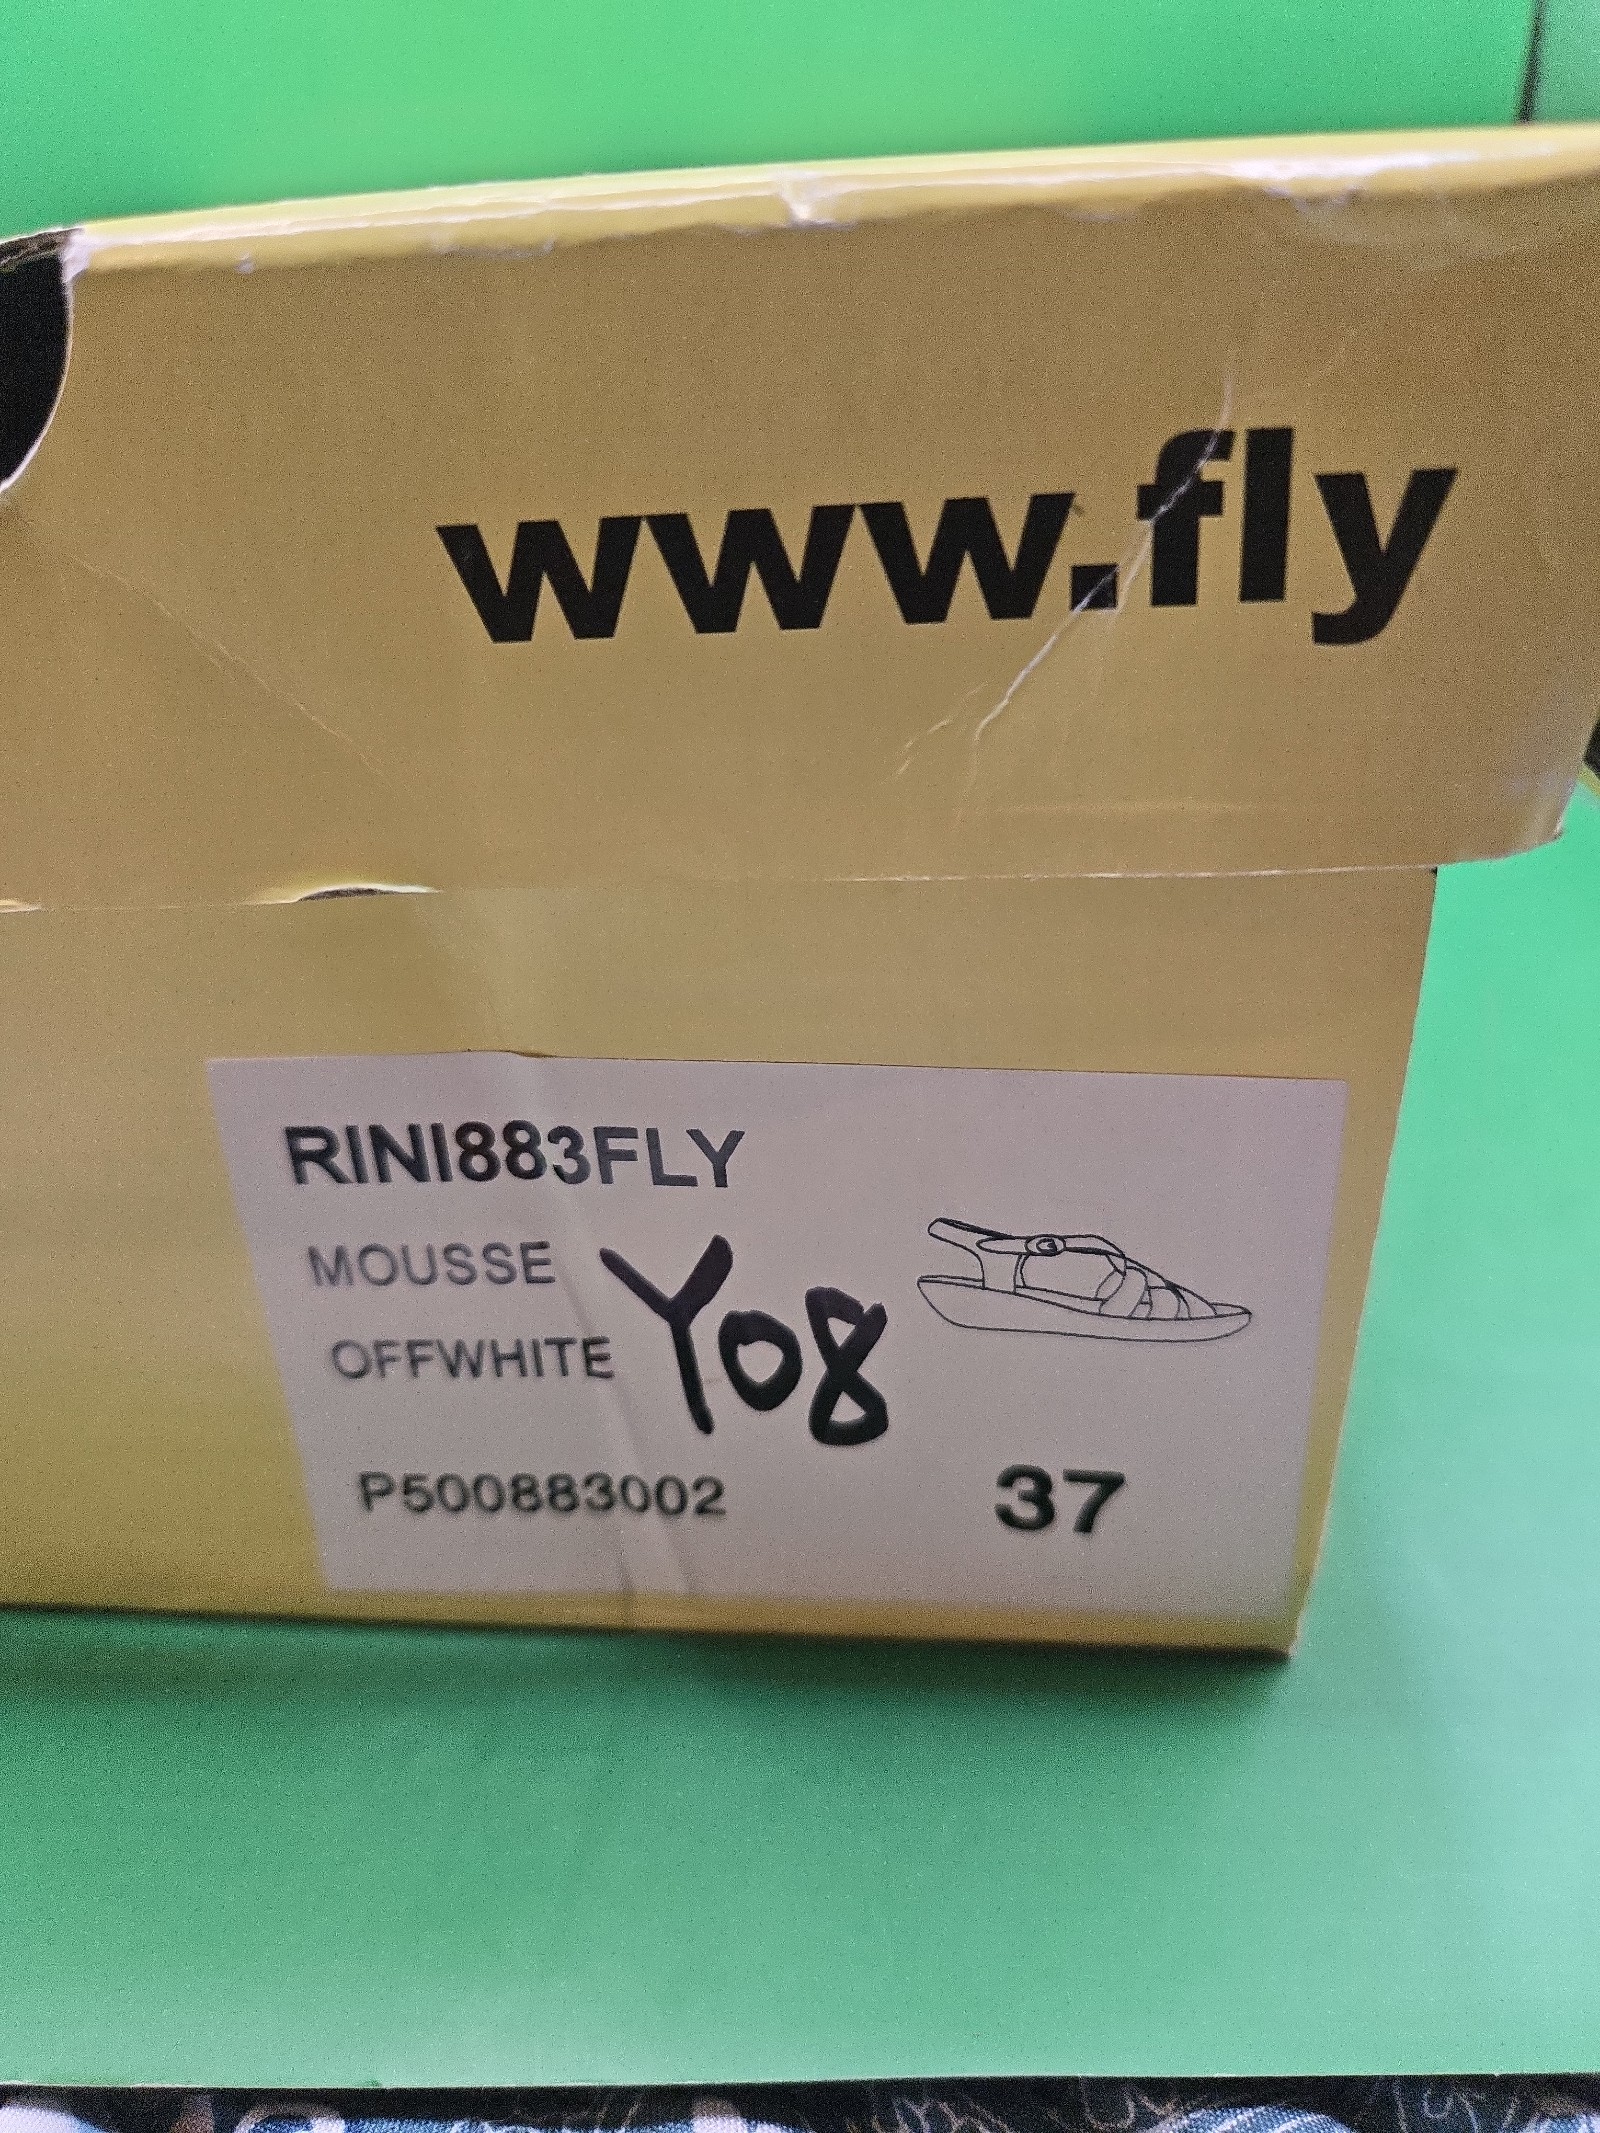 www.fly
RINI883FLY
MOUSSE
OFFWHITE
Y08
P500883002
37